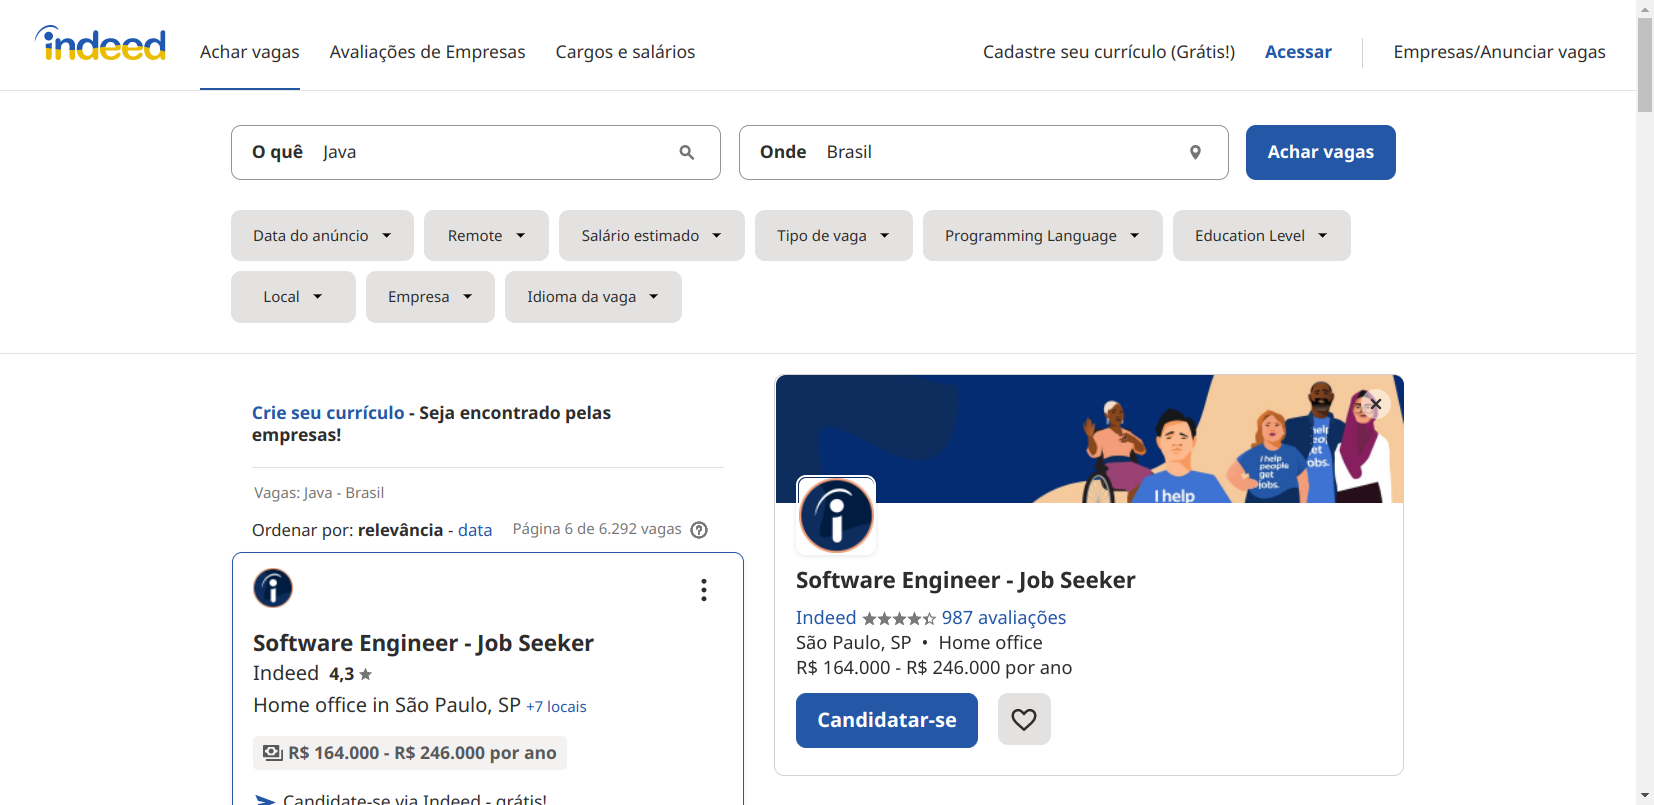 indeed
Achar vagas
Avaliações de Empresas
Cargos e salários
Cadastre seu currículo (Grátis!)
Acessar
Empresas/Anunciar vagas
O quê Java
Onde Brasil
Achar vagas
Data do anúncio
Remote
Salário estimado
Tipo de vaga
Programming Language
Education Level
Local
Empresa
Idioma da vaga
Crie seu currículo - Seja encontrado pelas
empresas!
Vagas: Java - Brasil
Ordenar por: relevância - data
Página 6 de 6.292 vagas
Software Engineer - Job Seeker
Indeed 4,3
Home office in São Paulo, SP +7 locais
R$ 164.000 - R$ 246.000 por ano
Candidate-se via Indeed - grátis!
I help
I help
people
get
jobs.
help
et
obs.
Software Engineer - Job Seeker
Indeed 987 avaliações
São Paulo, SP • Home office
R$ 164.000 - R$ 246.000 por ano
Candidatar-se